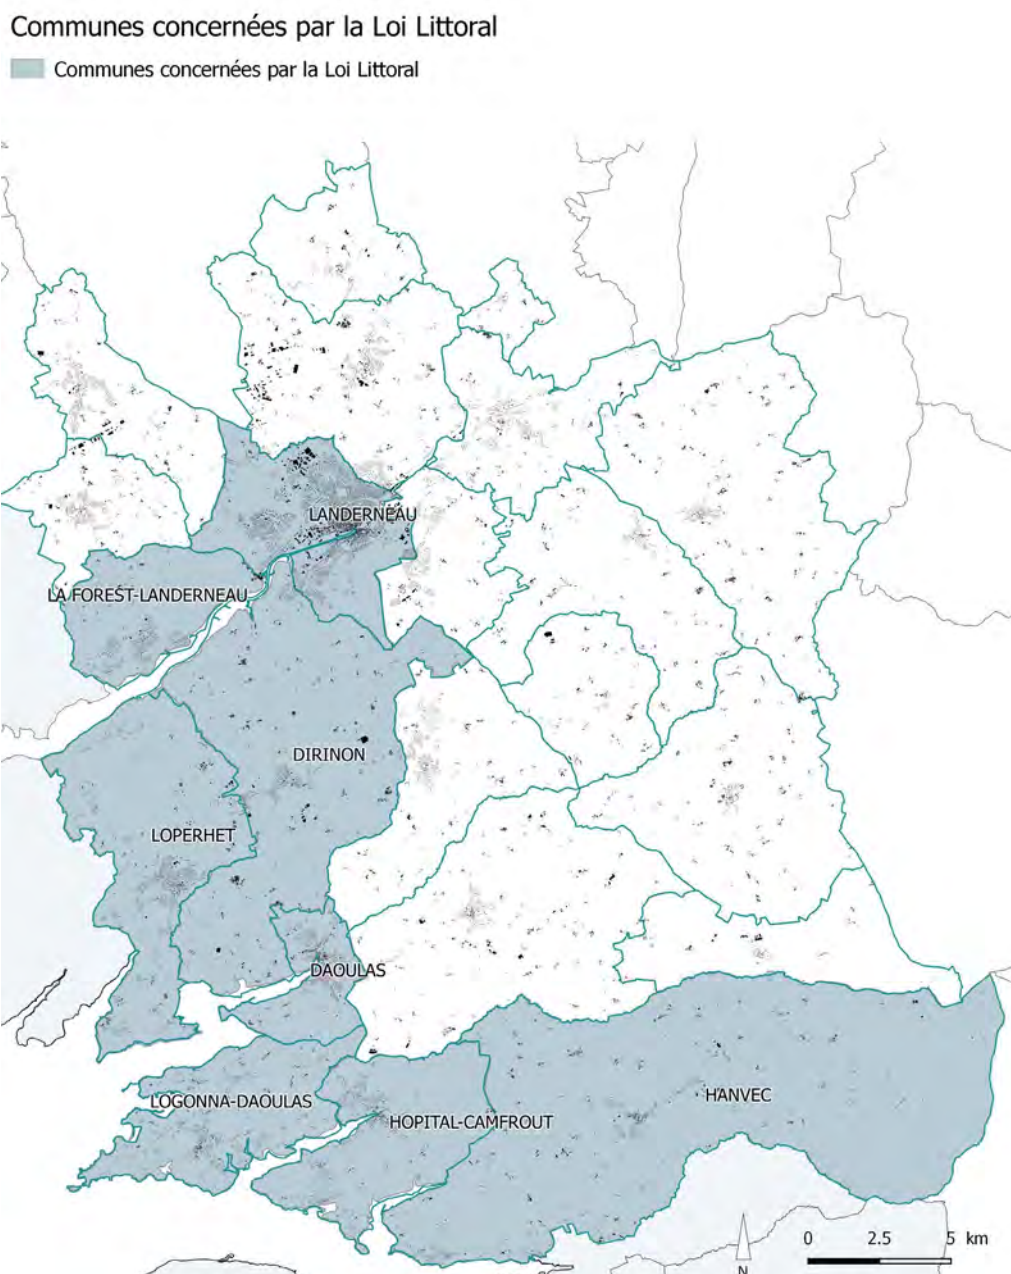 Communes concernées par la Loi Littoral
Communes concernées par la Loi Littoral
LANDERNEAU
LA FOREST-LANDERNEAU
DIRINON
LOPERHET
DAOULAS
LOGONNA-DAOULAS
HANVEC
HOPITAL-CAMFROUT
0 2.5 5 km
N